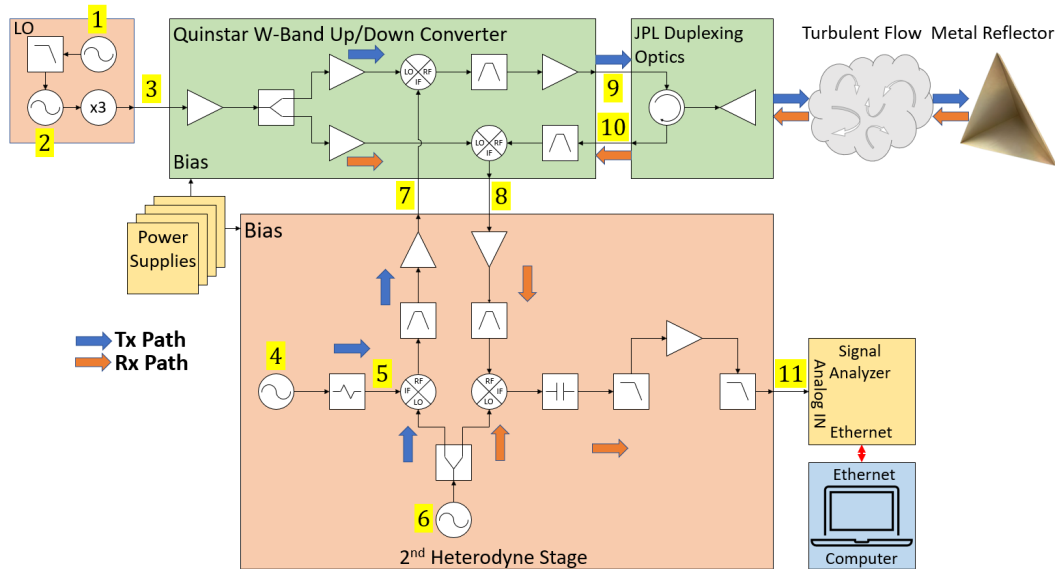 LO
1
2
x3
3
Quinstar W-Band Up/Down Converter
LO RF
IF
LO RF
IF
Bias
9
10
JPL Duplexing
Optics
Turbulent Flow
Metal Reflector
Power
Supplies
7
8
Bias
Tx Path
Rx Path
4
5
RF
IF
LO
RF
IF
LO
6
2nd Heterodyne Stage
11
Signal
Analyzer
Analog IN
Ethernet
Ethernet
Computer